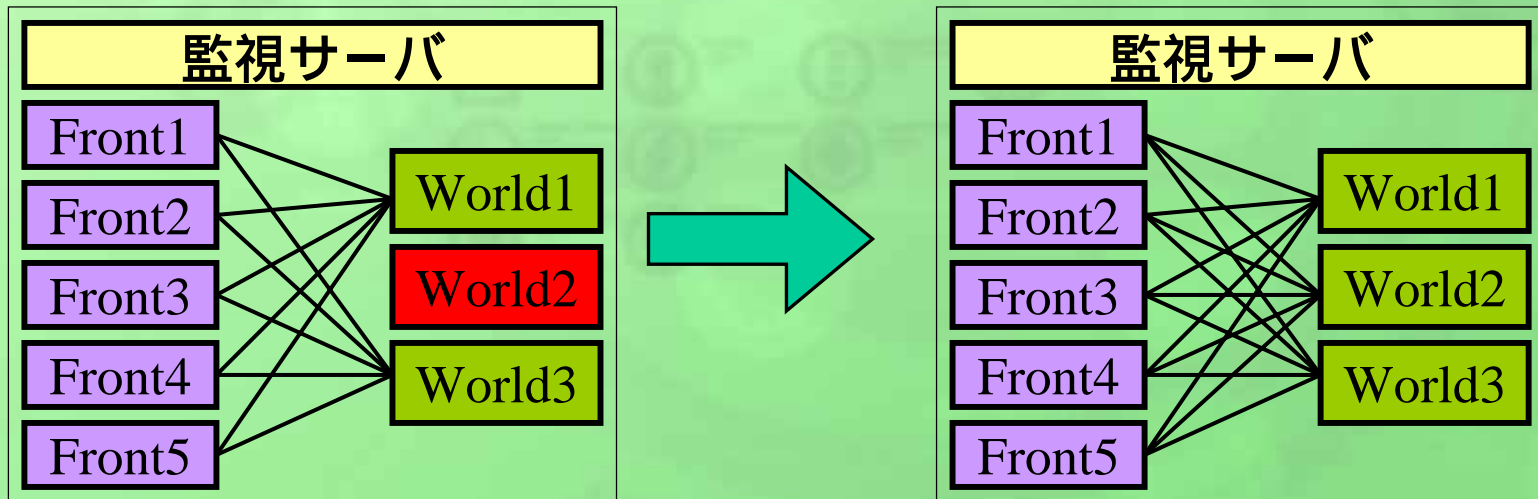 監視サーバ
Front1
Front2
Front3
Front4
Front5
World1
World2
World3
監視サーバ
Front1
Front2
Front3
Front4
Front5
World1
World2
World3